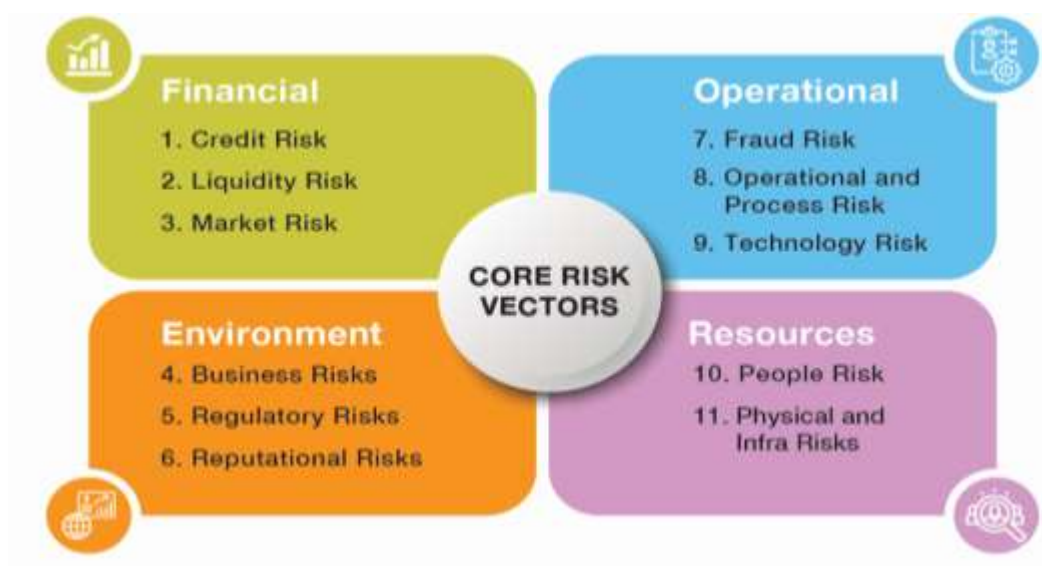 Financial
1. Credit Risk
2. Liquidity Risk
3. Market Risk
Operational
7. Fraud Risk
8. Operational and
Process Risk
9. Technology Risk
CORE RISK
VECTORS
Environment
4. Business Risks
5. Regulatory Risks
6. Reputational Risks
Resources
10. People Risk
11. Physical and
Infra Risks